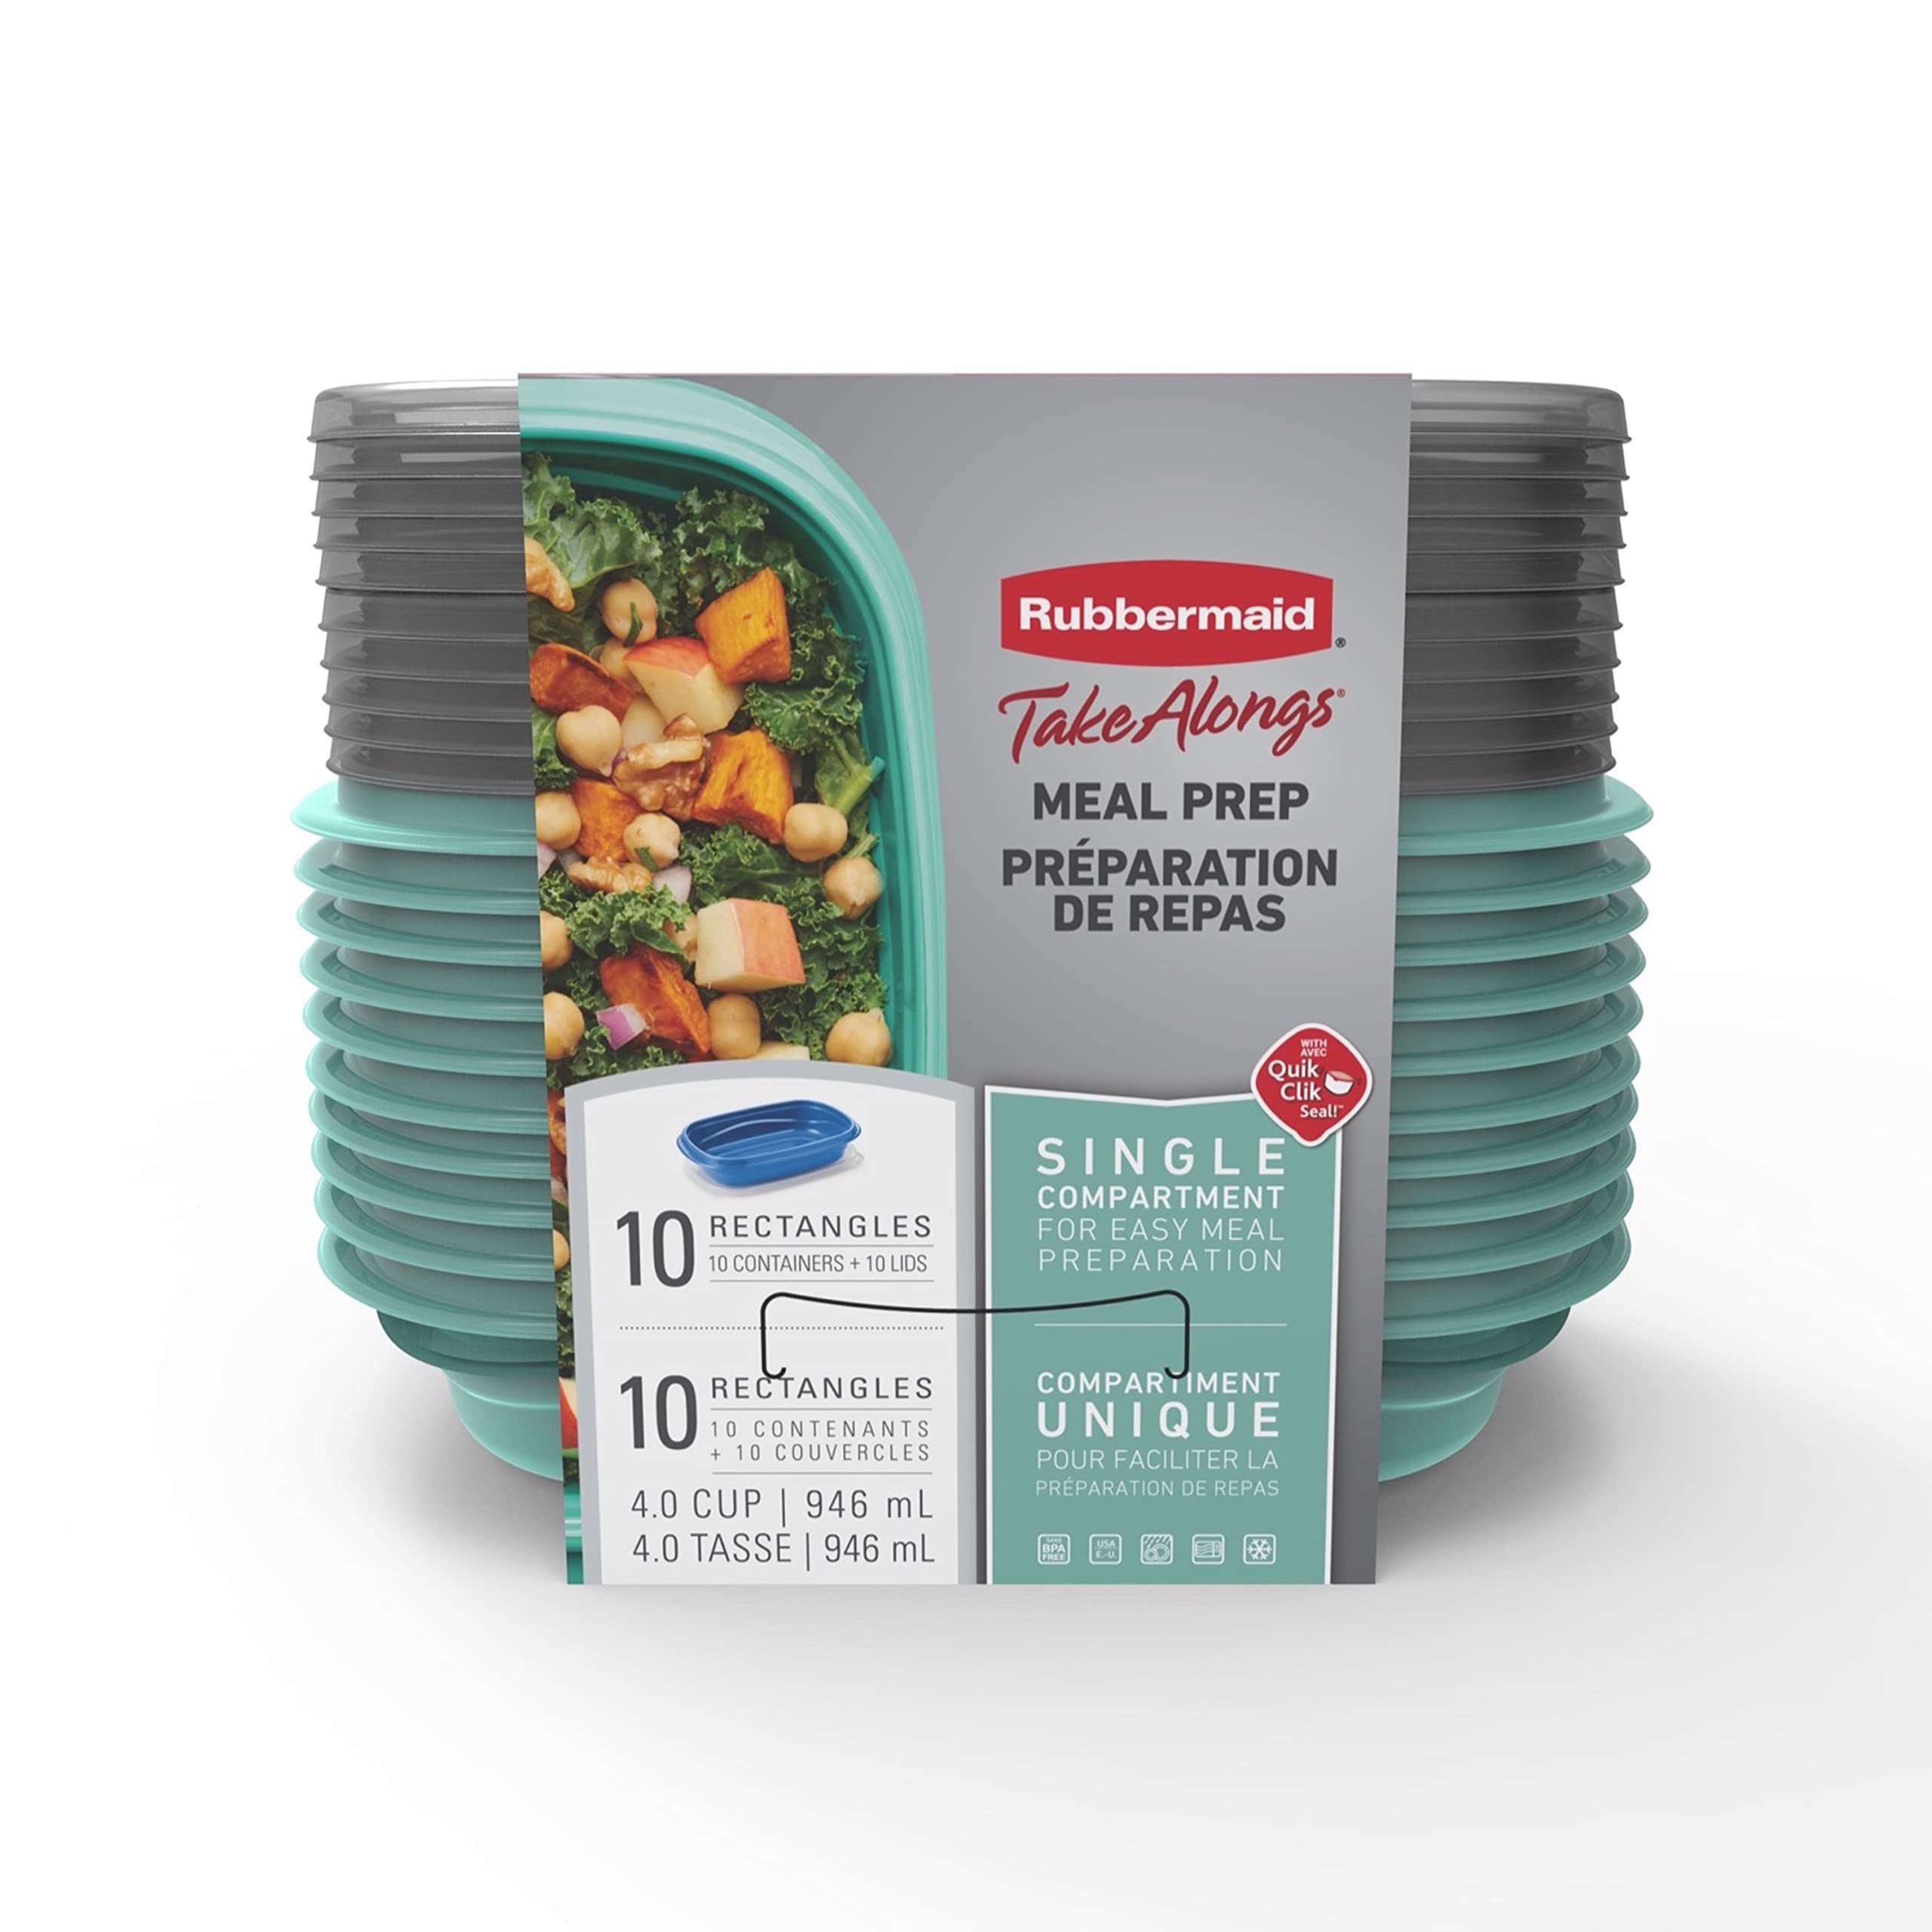 Rubbermaid®
TakeAlongs®
MEAL PREP
PRÉPARATION
DE REPAS
WITH
AVEC
Quik
Clik
Seal!™
10 RECTANGLES
10 CONTAINERS + 10 LIDS
10 RECTANGLES
10 CONTENANTS
+ 10 COUVERCLES
4.0 CUP | 946 mL
4.0 TASSE | 946 mL
SINGLE
COMPARTMENT
FOR EASY MEAL
PREPARATION
COMPARTIMENT
UNIQUE
POUR FACILITER LA
PRÉPARATION DE REPAS
SANS
BPA
FREE
USA
É.-U.